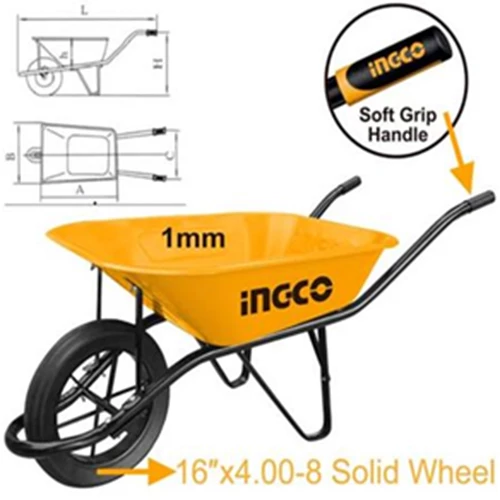 L
h
H
B
C
A
INGCO
Soft Grip
Handle
1mm
INGCO
16"x4.00-8 Solid Wheel